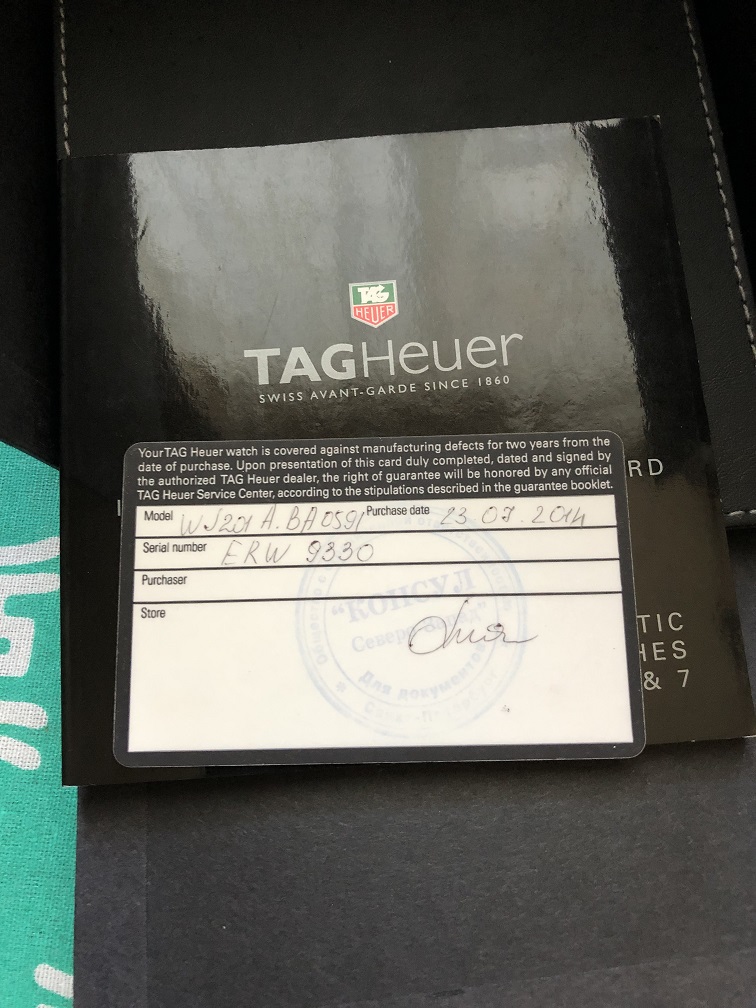 TAG
HEUER
TAGHeuer
SWISS AVANT-GARDE SINCE 1860
RD
Your TAG Heuer watch is covered against manufacturing defects for two years from the
date of purchase. Upon presentation of this card duly completed, dated and signed by
the authorized TAG Heuer dealer, the right of guarantee will be honored by any official
TAG Heuer Service Center, according to the stipulations described in the guarantee booklet.
Model WJ201A.BA0591 Purchase date 23.07.2014
Serial number ERW 9330
Purchaser
Store
"КОНСУЛ
Для документов
TIC
HES
& 7